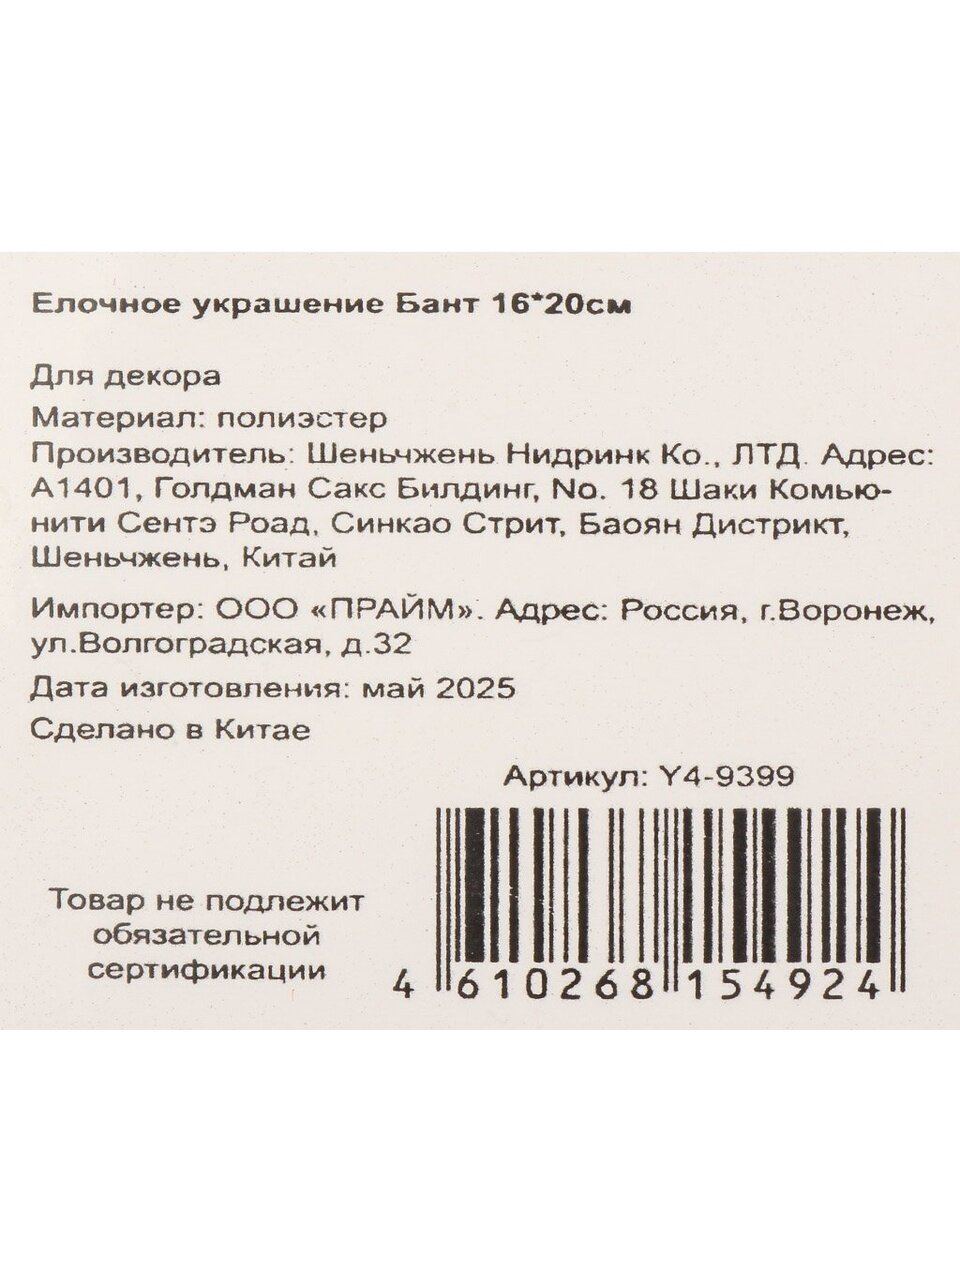 Елочное украшение Бант 16*20см
Для декора
Материал: полиэстер
Производитель: Шеньчжень Нидринк Ко., ЛТД. Адрес:
А1401, Голдман Сакс Билдинг, No. 18 Шаки Комью-
нити Сентэ Роад, Синкао Стрит, Баоян Дистрикт,
Шеньчжень, Китай
Импортер: ООО «ПРАЙМ». Адрес: Россия, г.Воронеж,
ул.Волгоградская, д.32
Дата изготовления: май 2025
Сделано в Китае
Артикул: Y4-9399
Товар не подлежит
обязательной
сертификации
4 610268 154924